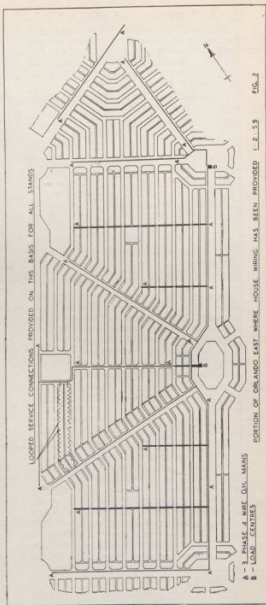 LOOPED SERVICE CONNECTIONS PROVIDED ON THIS BASIS FOR ALL STANDS
A - 3 PHASE 4 WIRE O.H. MAINS
B - LOAD CENTRES
PORTION OF ORLANDO EAST WHERE HOUSE WIRING HAS BEEN PROVIDED 1. 2. 59 FIG. 2